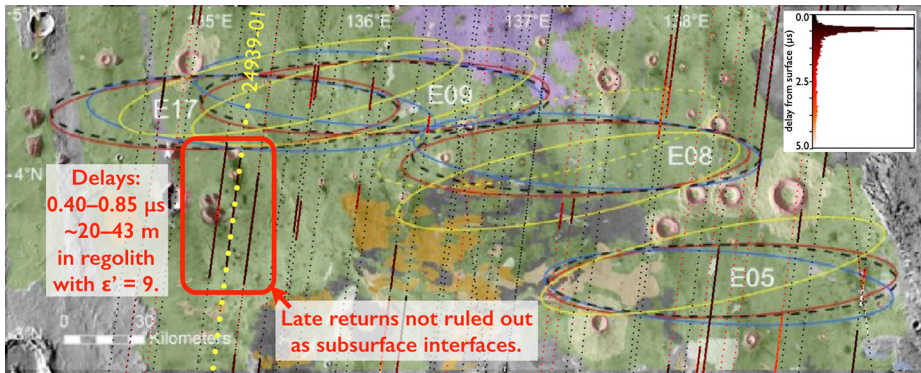 -5°N
135°E
136°E
137°E
138°E
24939-01
0.0
2.5
5.0
delay from surface (µs)
E17
E09
E08
E05
-4°N
Delays:
0.40–0.85 µs
~20–43 m
in regolith
with ε' = 9.
Late returns not ruled out
as subsurface interfaces.
-3°N
0
30
Kilometers